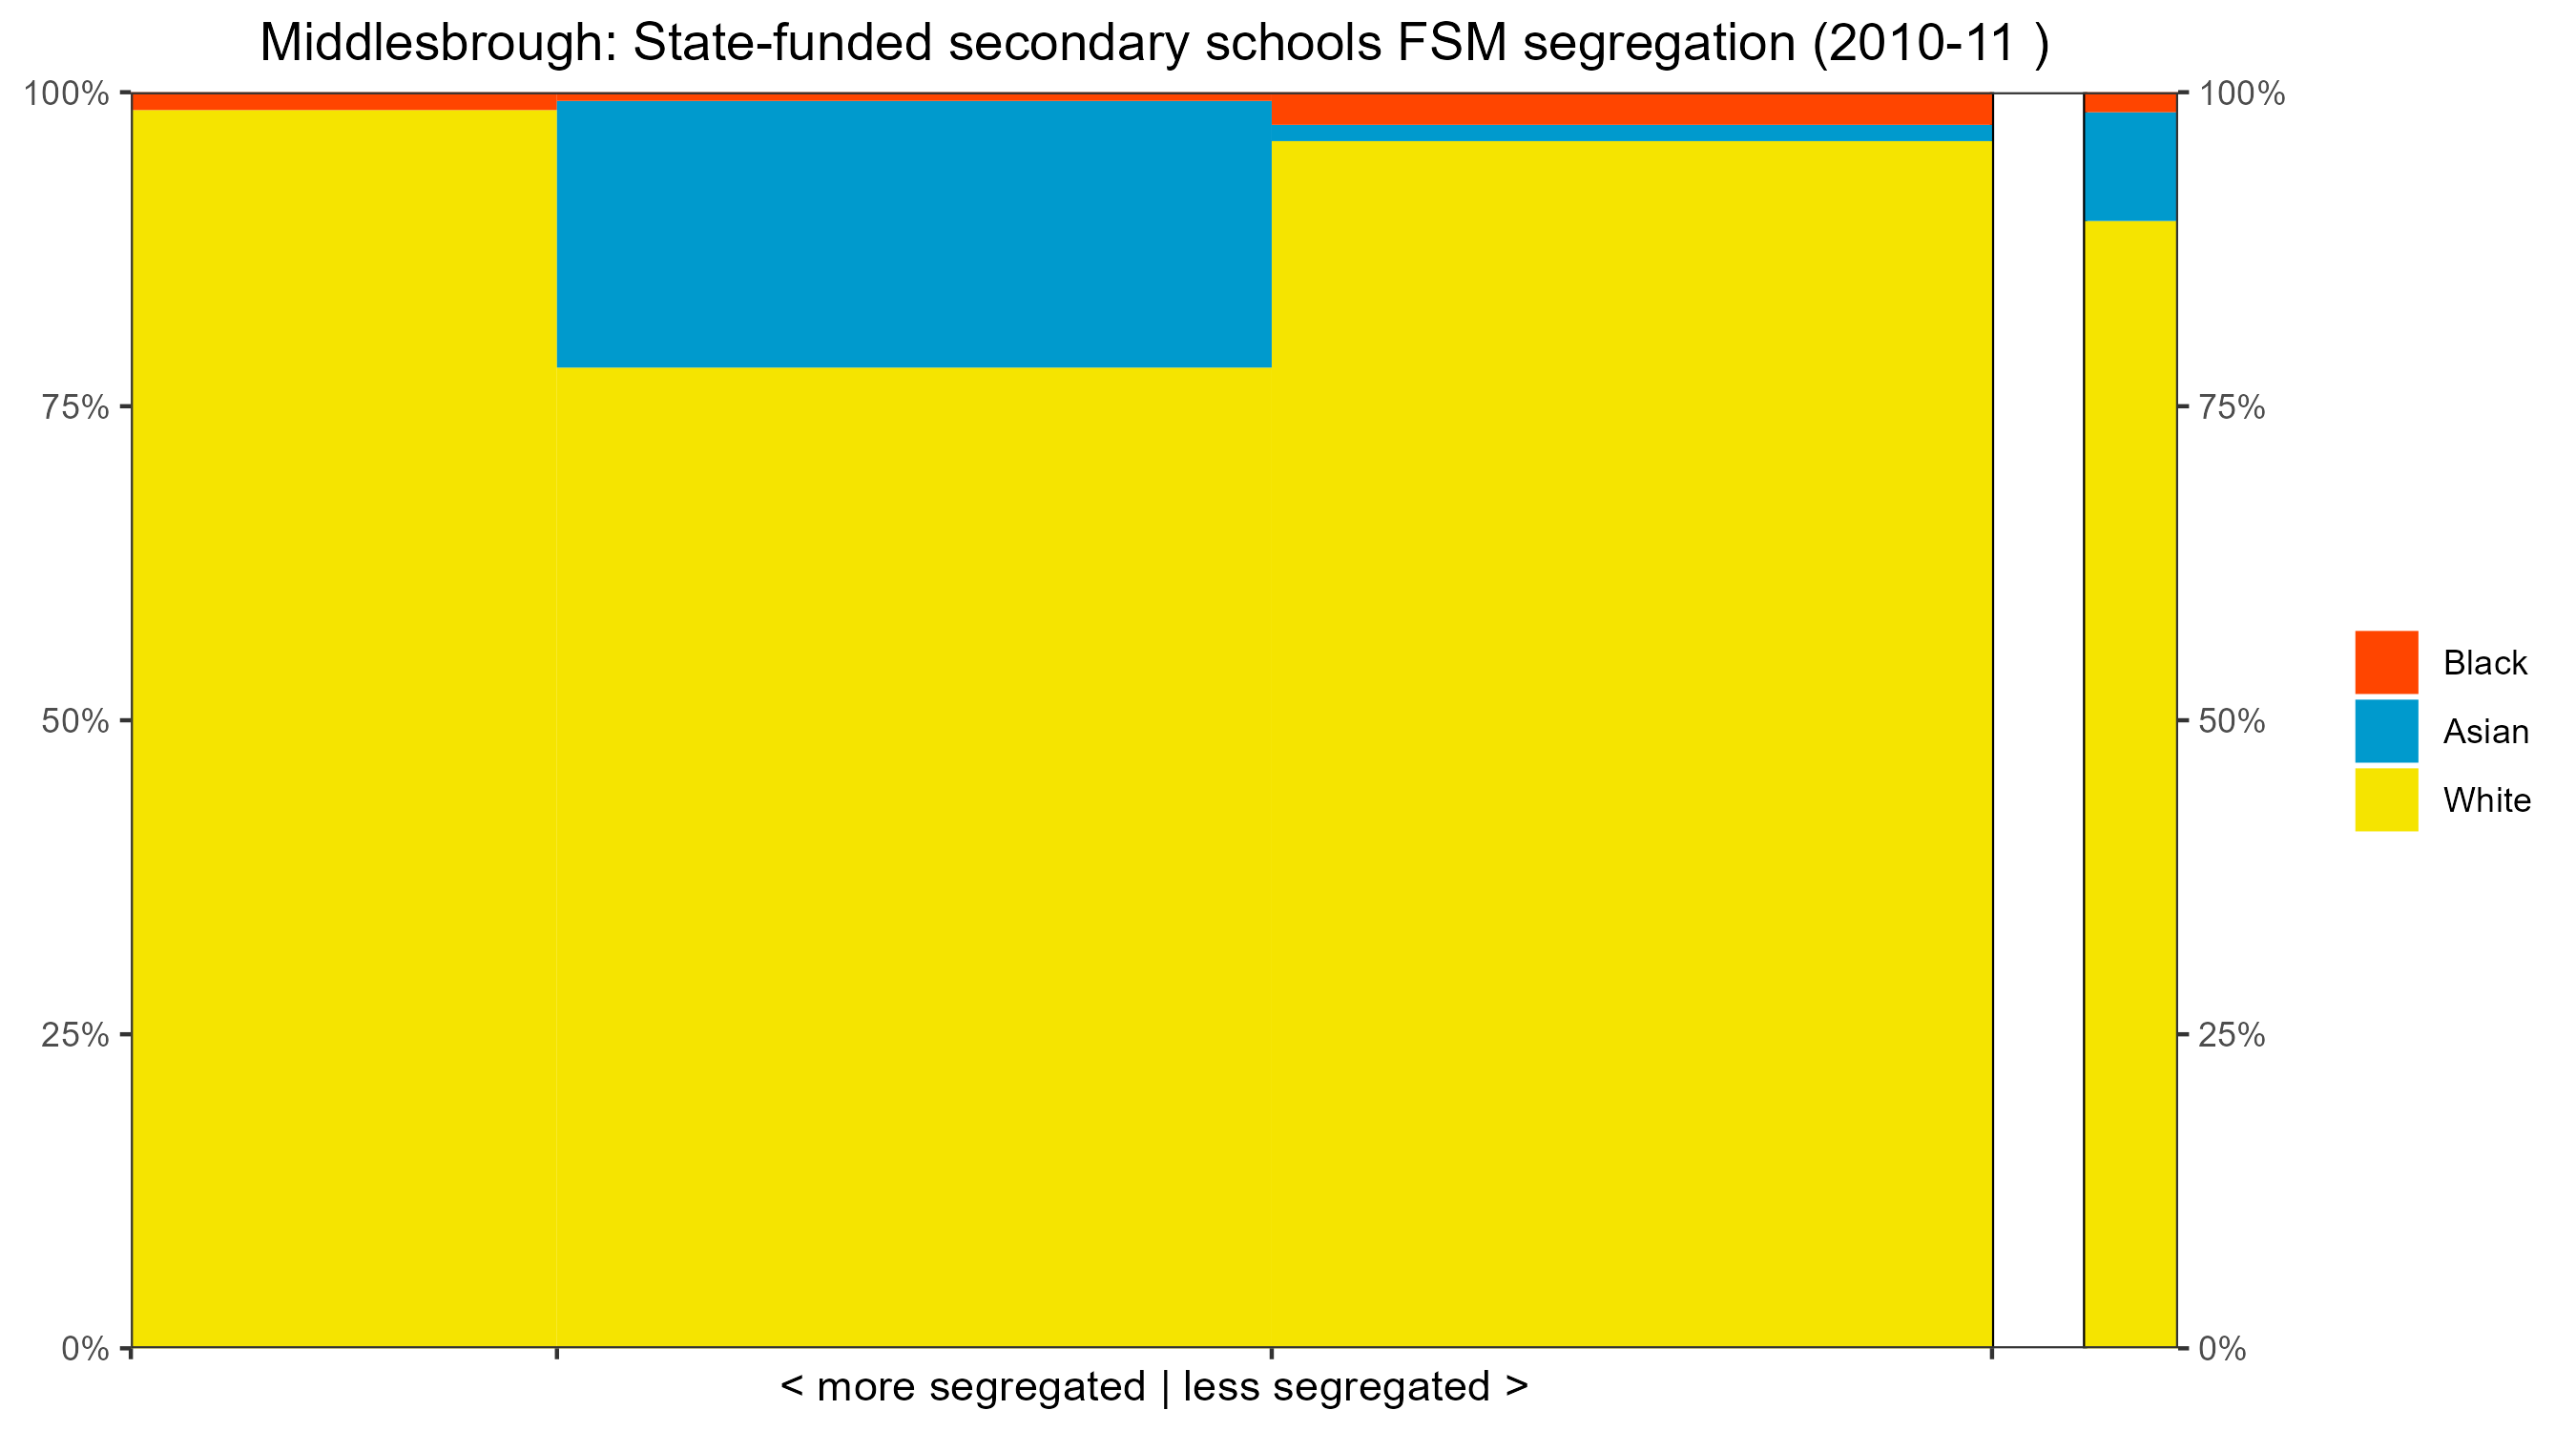 Middlesbrough: State-funded secondary schools FSM segregation (2010-11 )
100%
75%
50%
25%
0%
100%
75%
50%
25%
0%
Black
Asian
White
< more segregated | less segregated >